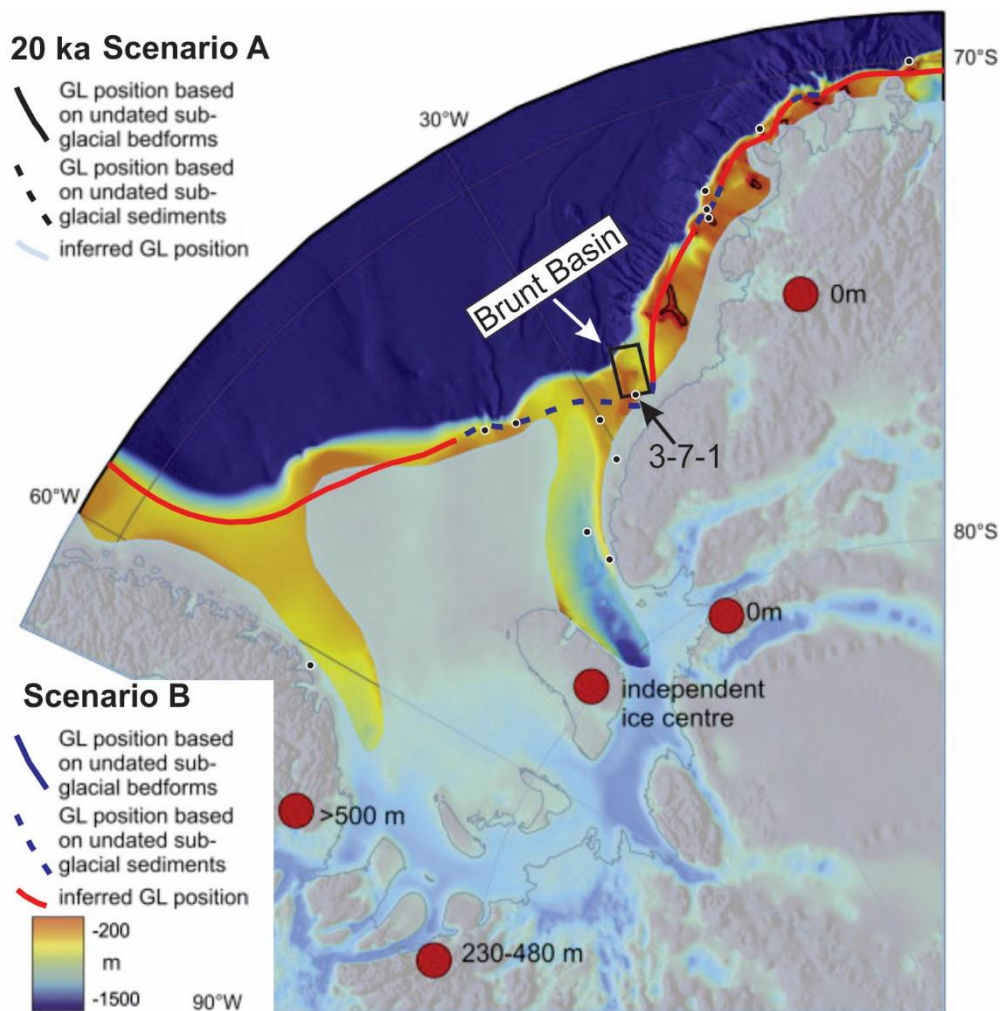 20 ka Scenario A
GL position based
on undated sub-
glacial bedforms
GL position based
on undated sub-
glacial sediments
inferred GL position
30°W
70°S
Brunt Basin
0m
3-7-1
60°W
80°S
0m
independent
ice centre
Scenario B
GL position based
on undated sub-
glacial bedforms
GL position based
on undated sub-
glacial sediments
inferred GL position
>500 m
230-480 m
-200
m
-1500
90°W